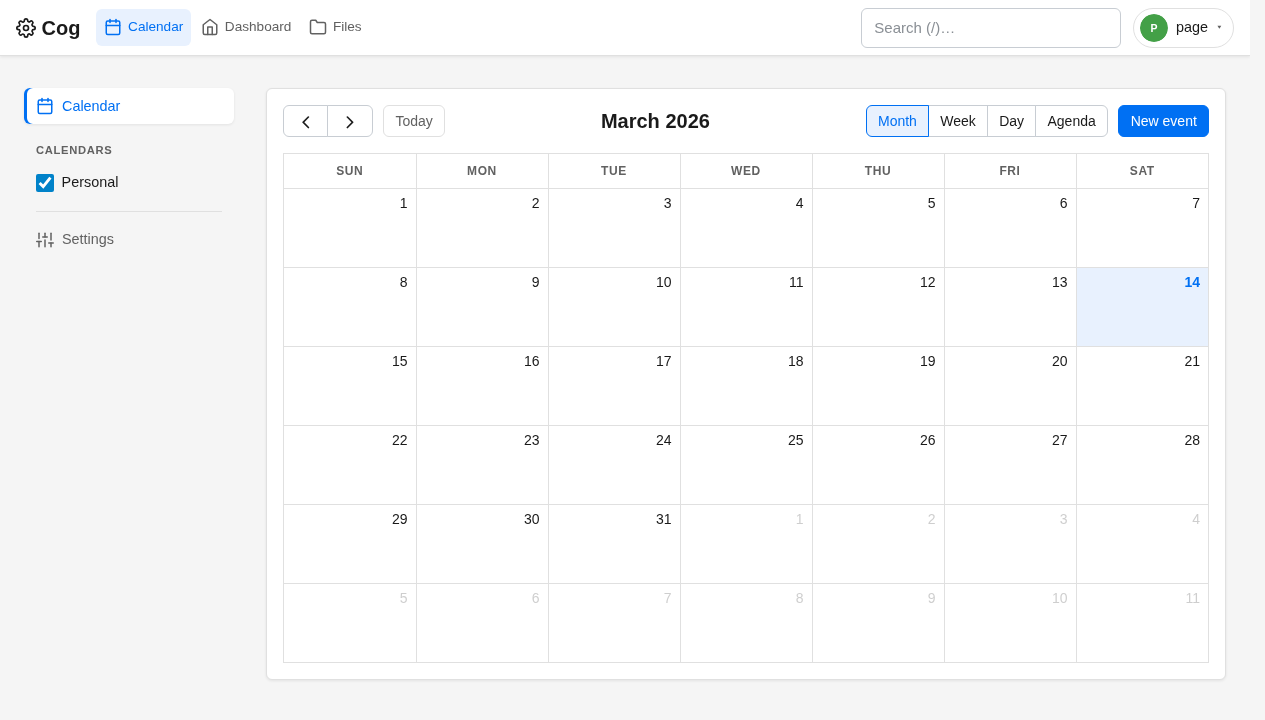 Cog Calendar Dashboard Files Search (/)… P page
Calendar
CALENDARS
Personal
Settings
Today March 2026 Month Week Day Agenda New event
SUN MON TUE WED THU FRI SAT
1 2 3 4 5 6 7
8 9 10 11 12 13 14
15 16 17 18 19 20 21
22 23 24 25 26 27 28
29 30 31 1 2 3 4
5 6 7 8 9 10 11